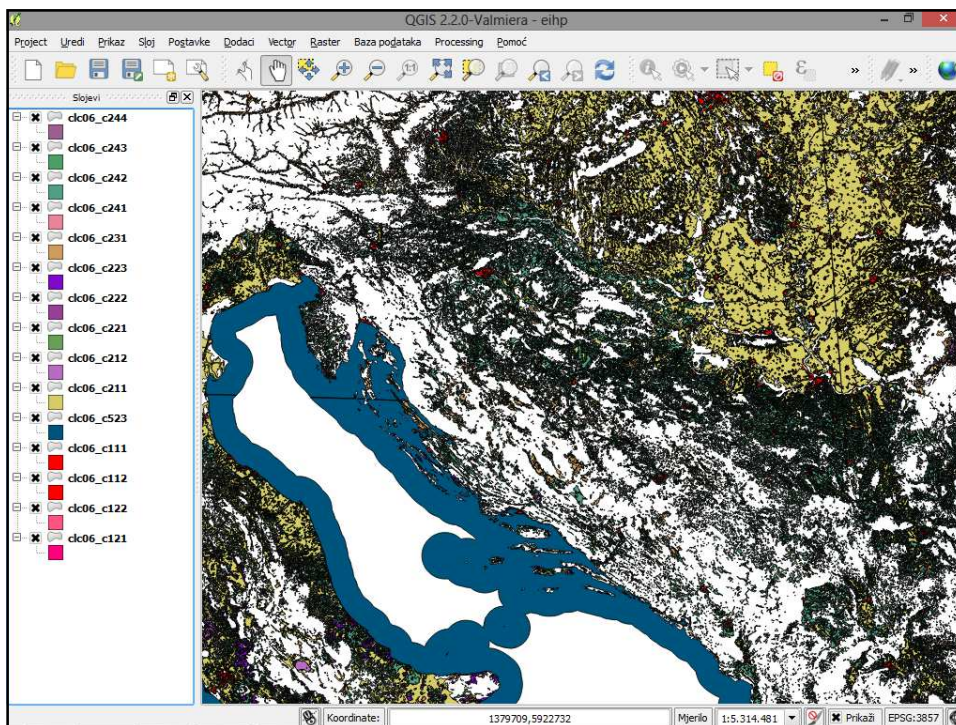 QGIS 2.2.0-Valmiera - eihp
Project Uredi Prikaz Sloj Postavke Dodaci Vector Raster Baza podataka Processing Pomoć
Slojevi
clc06_c244
clc06_c243
clc06_c242
clc06_c241
clc06_c231
clc06_c223
clc06_c222
clc06_c221
clc06_c212
clc06_c211
clc06_c523
clc06_c111
clc06_c112
clc06_c122
clc06_c121
Koordinate: 1379709,5922732 Mjerilo 1:5.314.481 Prikaži EPSG:3857